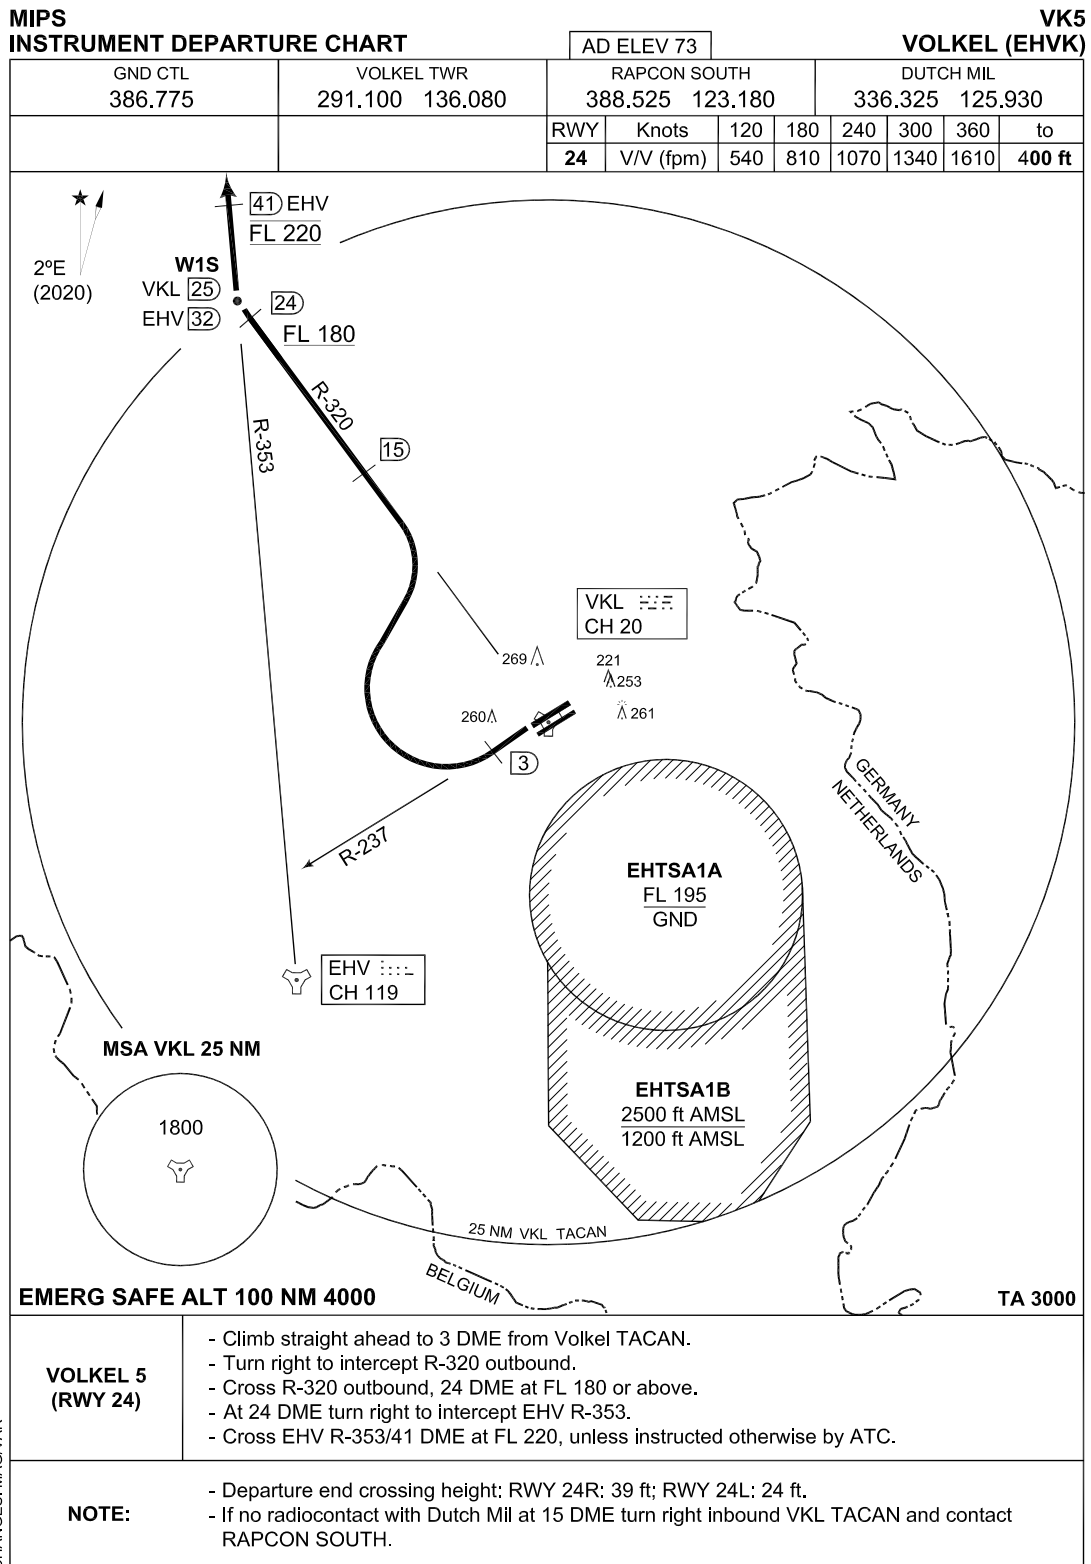 MIPS
VK5
INSTRUMENT DEPARTURE CHART
AD ELEV 73
VOLKEL (EHVK)
GND CTL
386.775
VOLKEL TWR
291.100 136.080
RAPCON SOUTH
388.525 123.180
DUTCH MIL
336.325 125.930
RWY Knots 120 180 240 300 360 to
24 V/V (fpm) 540 810 1070 1340 1610 400 ft
41 EHV
FL 220
2ºE
(2020)
W1S
VKL 25
EHV 32
24
FL 180
R-320
R-353
15
VKL
CH 20
269
221
253
260
261
3
R-237
GERMANY
NETHERLANDS
EHTSA1A
FL 195
GND
EHV
CH 119
MSA VKL 25 NM
1800
EHTSA1B
2500 ft AMSL
1200 ft AMSL
25 NM VKL TACAN
BELGIUM
EMERG SAFE ALT 100 NM 4000
TA 3000
VOLKEL 5
(RWY 24)
- Climb straight ahead to 3 DME from Volkel TACAN.
- Turn right to intercept R-320 outbound.
- Cross R-320 outbound, 24 DME at FL 180 or above.
- At 24 DME turn right to intercept EHV R-353.
- Cross EHV R-353/41 DME at FL 220, unless instructed otherwise by ATC.
NOTE:
- Departure end crossing height: RWY 24R: 39 ft; RWY 24L: 24 ft.
- If no radiocontact with Dutch Mil at 15 DME turn right inbound VKL TACAN and contact
RAPCON SOUTH.